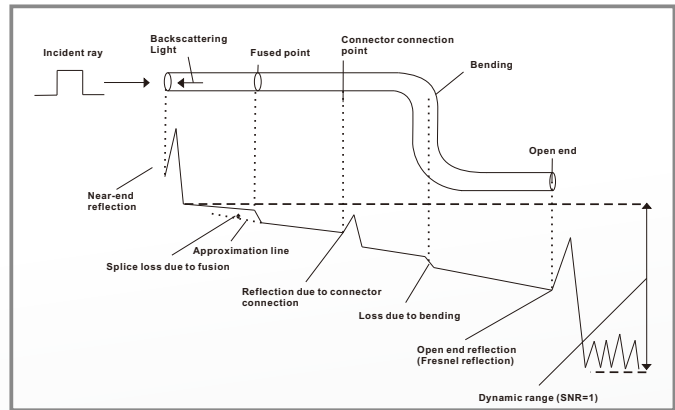 Incident ray
Backscattering
Light
Fused point
Connector connection
point
Bending
Open end
Near-end
reflection
Approximation line
Splice loss due to fusion
Reflection due to connector
connection
Loss due to bending
Open end reflection
(Fresnel reflection)
Dynamic range (SNR=1)